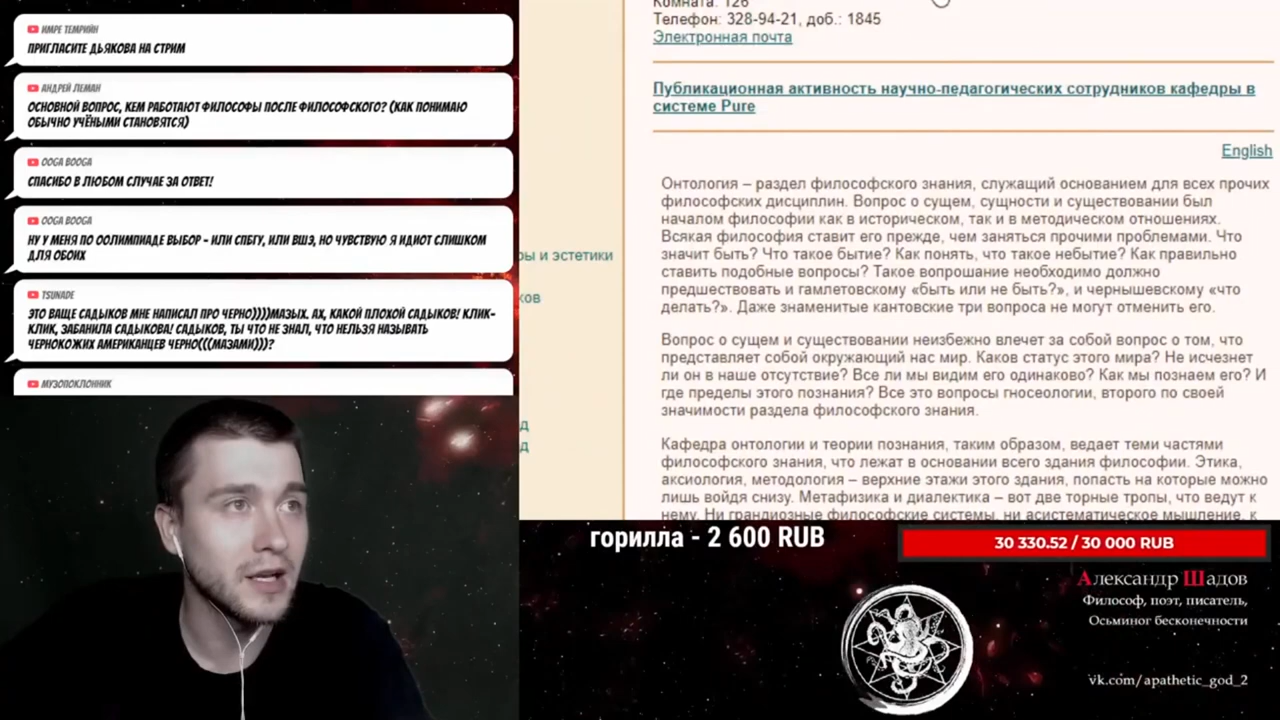 ИМРЕ ТЕМРИЙН
ПРИГЛАСИТЕ ДЬЯКОВА НА СТРИМ
АНДРЕЙ ЛЕМАН
ОСНОВНОЙ ВОПРОС, КЕМ РАБОТАЮТ ФИЛОСОФЫ ПОСЛЕ ФИЛОСОФСКОГО? (КАК ПОНИМАЮ
ОБЫЧНО УЧЁНЫМИ СТАНОВЯТСЯ)
OOGA BOOGA
СПАСИБО В ЛЮБОМ СЛУЧАЕ ЗА ОТВЕТ!
OOGA BOOGA
НУ У МЕНЯ ПО ООЛИМПИАДЕ ВЫБОР - ИЛИ СПБГУ, ИЛИ ВШЭ, НО ЧУВСТВУЮ Я ИДИОТ СЛИШКОМ
ДЛЯ ОБОИХ
TSUNADE
ЭТО ВАЩЕ САДЫКОВ МНЕ НАПИСАЛ ПРО ЧЕРНО))))МАЗЫХ. АХ, КАКОЙ ПЛОХОЙ САДЫКОВ! КЛИК-
КЛИК, ЗАБАНИЛА САДЫКОВА! САДЫКОВ, ТЫ ЧТО НЕ ЗНАЛ, ЧТО НЕЛЬЗЯ НАЗЫВАТЬ
ЧЕРНОКОЖИХ АМЕРИКАНЦЕВ ЧЕРНО(((МАЗАМИ)))?
МУЗОПОКЛОННИК
ры и эстетики
ков
д
д
Комната: 126
Телефон: 328-94-21, доб.: 1845
Электронная почта
Публикационная активность научно-педагогических сотрудников кафедры в
системе Pure
English
Онтология – раздел философского знания, служащий основанием для всех прочих
философских дисциплин. Вопрос о сущем, сущности и существовании был
началом философии как в историческом, так и в методическом отношениях.
Всякая философия ставит его прежде, чем заняться прочими проблемами. Что
значит быть? Что такое бытие? Как понять, что такое небытие? Как правильно
ставить подобные вопросы? Такое вопрошание необходимо должно
предшествовать и гамлетовскому «быть или не быть?», и чернышевскому «что
делать?». Даже знаменитые кантовские три вопроса не могут отменить его.
Вопрос о сущем и существовании неизбежно влечет за собой вопрос о том, что
представляет собой окружающий нас мир. Каков статус этого мира? Не исчезнет
ли он в наше отсутствие? Все ли мы видим его одинаково? Как мы познаем его? И
где пределы этого познания? Все это вопросы гносеологии, второго по своей
значимости раздела философского знания.
Кафедра онтологии и теории познания, таким образом, ведает теми частями
философского знания, что лежат в основании всего здания философии. Этика,
аксиология, методология – верхние этажи этого здания, попасть на которые можно
лишь войдя снизу. Метафизика и диалектика – вот две торные тропы, что ведут к
нему. Ни грандиозные философские системы, ни асистематическое мышление, к
горилла - 2 600 RUB
30 330.52 / 30 000 RUB
Александр Шадов
Философ, поэт, писатель,
Осьминог бесконечности
vk.com/apathetic_god_2